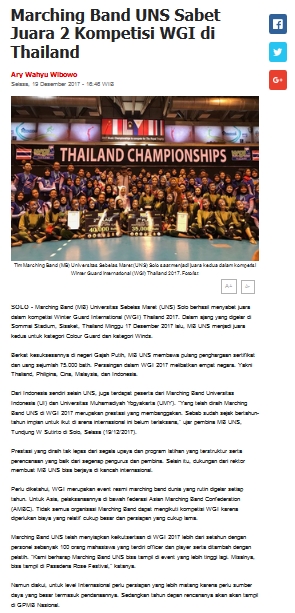 Marching Band UNS Sabet
Juara 2 Kompetisi WGI di
Thailand
Ary Wahyu Wibowo
Selasa, 19 Desember 2017 - 16:48 WIB
THAILAND CHAMPIONSHIPS
40,000
35,000
Tim Marching Band (MB) Universitas Sebelas Maret (UNS) Solo saat menjadi juara kedua dalam kompetisi
Winter Guard International (WGI) Thailand 2017. Foto/Ist
A+
A-
SOLO - Marching Band (MB) Universitas Sebelas Maret (UNS) Solo berhasil menyabet juara
dalam kompetisi Winter Guard International (WGI) Thailand 2017. Dalam ajang yang digelar di
Sommai Stadium, Sisaket, Thailand Minggu 17 Desember 2017 lalu, MB UNS menjadi juara
kedua untuk kategori Colour Guard dan kategori Winds.
Berkat kesuksesannya di negeri Gajah Putih, MB UNS membawa pulang penghargaan sertifikat
dan uang sejumlah 75.000 bath. Persaingan dalam WGI 2017 melibatkan empat negara. Yakni
Thailand, Philipina, Cina, Malaysia, dan Indonesia.
Dari Indonesia sendiri selain UNS, juga terdapat peserta dari Marching Band Universitas
Indonesia (UI) dan Universitas Muhamadiyah Yogyakarta (UMY). "Yang telah diraih Marching
Band UNS di WGI 2017 merupakan prestasi yang membanggakan. Sebab sudah sejak bertahun-
tahun impian untuk ikut di arena internasional ini belum terlaksana," ujar pembina MB UNS,
Tundjung W Sutirto di Solo, Selasa (19/12/2017).
Prestasi yang diraih tak lepas dari segala upaya dan program latihan yang terstruktur serta
perencanaan yang baik dari segenap pengurus dan pembina. Selain itu, dukungan dari rektor
membuat MB UNS bisa berjaya di kancah internasional.
Perlu diketahui, WGI merupakan event resmi marching band dunia yang rutin digelar setiap
tahun. Untuk Asia, pelaksanaannya di bawah federasi Asian Marching Band Confederation
(AMBC). Tidak semua organisasi Marching Band dapat mengikuti kompetisi WGI karena
diperlukan biaya yang relatif cukup besar dan persiapan yang cukup lama.
Marching Band UNS telah menyiapkan keikutsertaan di WGI 2017 lebih dari setahun dengan
personel sebanyak 100 orang mahasiswa yang terdiri officer dan player serta ditambah dengan
pelatih. "Kami berharap Marching Band UNS bisa tampil di event yang lebih tinggi lagi. Misalnya,
bisa tampil di Pasadena Rose Festival," katanya.
Namun diakui, untuk level internasional perlu persiapan yang lebih matang karena perlu sumber
daya yang besar termasuk pendanaannya. Sedangkan tahun depan rencananya akan akan tampil
di GPMB Nasional.